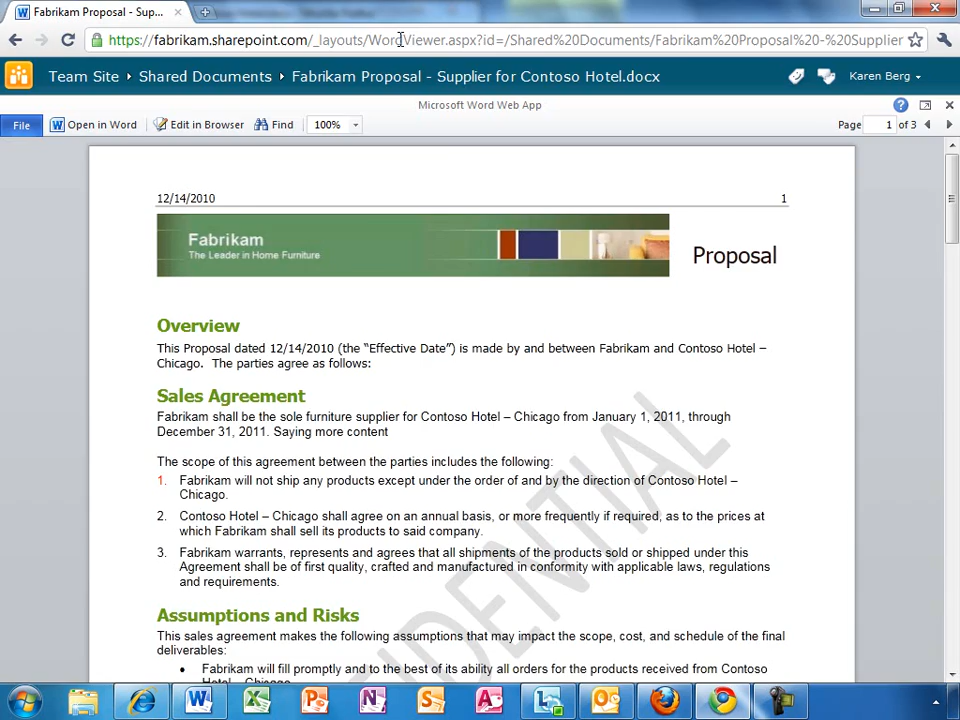 Fabrikam Proposal - Sup...
https://fabrikam.sharepoint.com/_layouts/WordViewer.aspx?id=/Shared%20Documents/Fabrikam%20Proposal%20-%20Supplier
Team Site ▸ Shared Documents ▸ Fabrikam Proposal - Supplier for Contoso Hotel.docx
Karen Berg
Microsoft Word Web App
File Open in Word Edit in Browser Find 100% Page 1 of 3
12/14/2010 1
Fabrikam
The Leader in Home Furniture
Proposal
Overview
This Proposal dated 12/14/2010 (the “Effective Date”) is made by and between Fabrikam and Contoso Hotel –
Chicago. The parties agree as follows:
Sales Agreement
Fabrikam shall be the sole furniture supplier for Contoso Hotel – Chicago from January 1, 2011, through
December 31, 2011. Saying more content
The scope of this agreement between the parties includes the following:
1. Fabrikam will not ship any products except under the order of and by the direction of Contoso Hotel –
Chicago.
2. Contoso Hotel – Chicago shall agree on an annual basis, or more frequently if required, as to the prices at
which Fabrikam shall sell its products to said company.
3. Fabrikam warrants, represents and agrees that all shipments of the products sold or shipped under this
Agreement shall be of first quality, crafted and manufactured in conformity with applicable laws, regulations
and requirements.
Assumptions and Risks
This sales agreement makes the following assumptions that may impact the scope, cost, and schedule of the final
deliverables:
• Fabrikam will fill promptly and to the best of its ability all orders for the products received from Contoso
Hotel – Chicago.